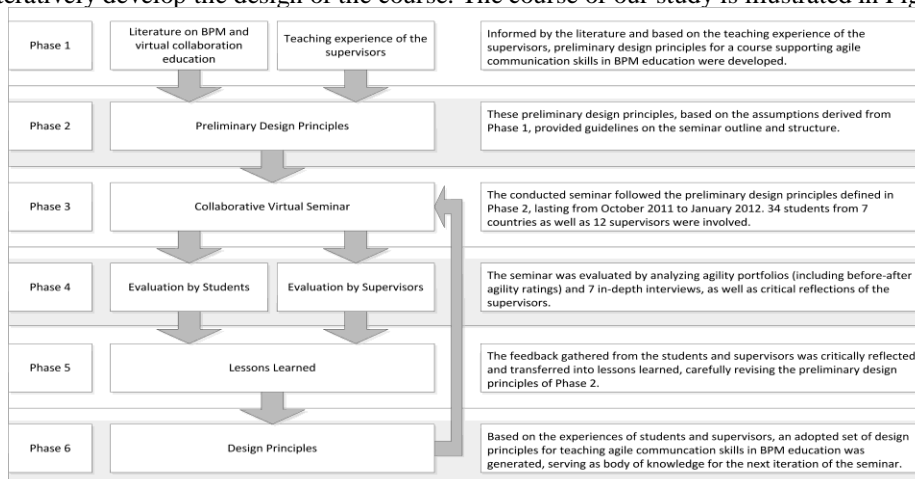 teratively develop the design of the course. The course of our study is illustrated in Fig
Phase 1
Literature on BPM and
virtual collaboration
education
Teaching experience of the
supervisors
Informed by the literature and based on the teaching experience of the
supervisors, preliminary design principles for a course supporting agile
communication skills in BPM education were developed.
Phase 2
Preliminary Design Principles
These preliminary design principles, based on the assumptions derived from
Phase 1, provided guidelines on the seminar outline and structure.
Phase 3
Collaborative Virtual Seminar
The conducted seminar followed the preliminary design principles defined in
Phase 2, lasting from October 2011 to January 2012. 34 students from 7
countries as well as 12 supervisors were involved.
Phase 4
Evaluation by Students
Evaluation by Supervisors
The seminar was evaluated by analyzing agility portfolios (including before-after
agility ratings) and 7 in-depth interviews, as well as critical reflections of the
supervisors.
Phase 5
Lessons Learned
The feedback gathered from the students and supervisors was critically reflected
and transferred into lessons learned, carefully revising the preliminary design
principles of Phase 2.
Phase 6
Design Principles
Based on the experiences of students and supervisors, an adopted set of design
principles for teaching agile communcation skills in BPM education was
generated, serving as body of knowledge for the next iteration of the seminar.